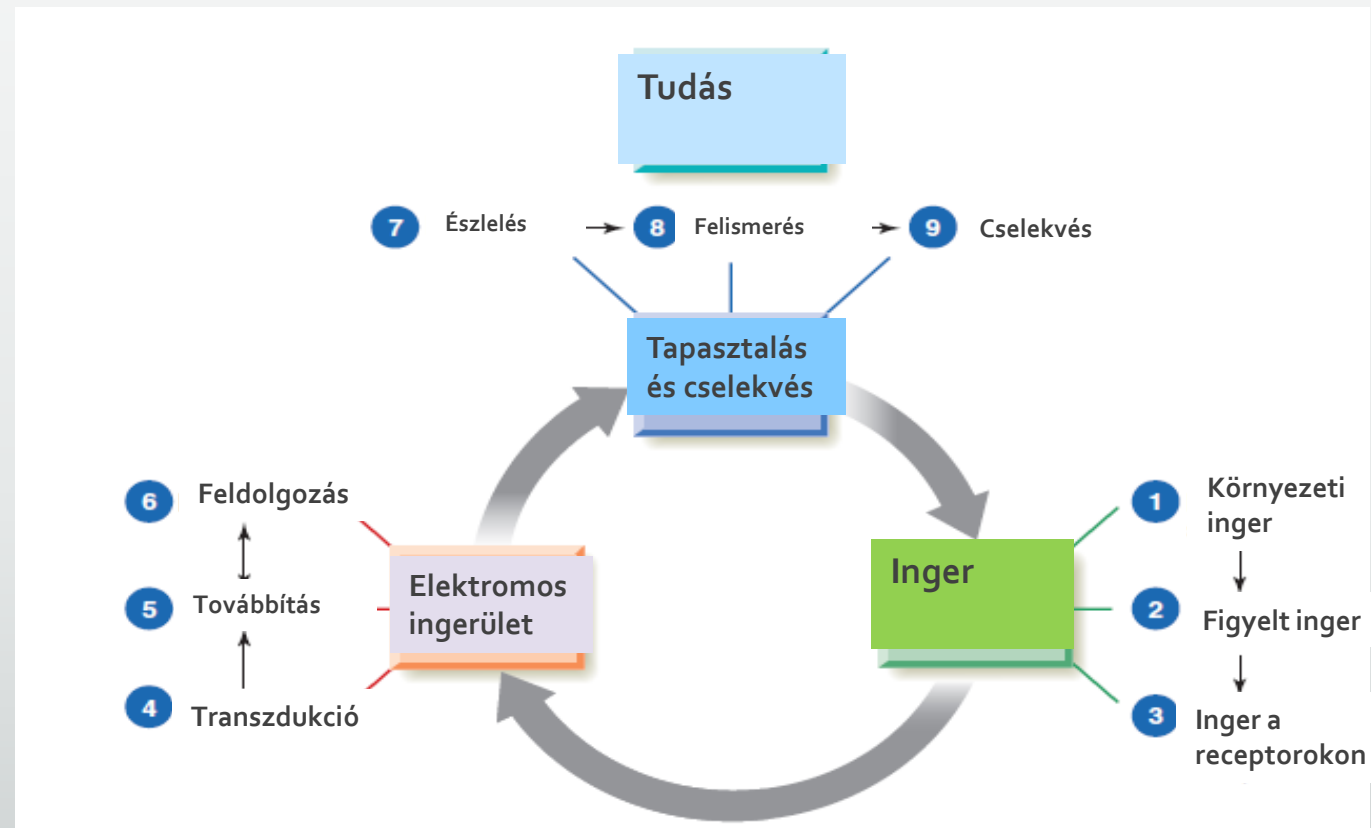 Tudás
7 Észlelés
8 Felismerés
9 Cselekvés
Tapasztalás
és cselekvés
6 Feldolgozás
5 Továbbítás
4 Transzdukció
Elektromos
ingerület
Inger
1 Környezeti
inger
2 Figyelt inger
3 Inger a
receptorokon